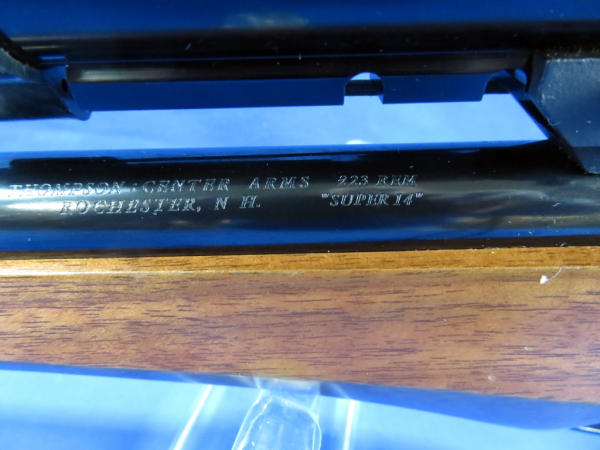 THOMPSON · CENTER ARMS 223 REM
ROCHESTER, N H. "SUPER 14"